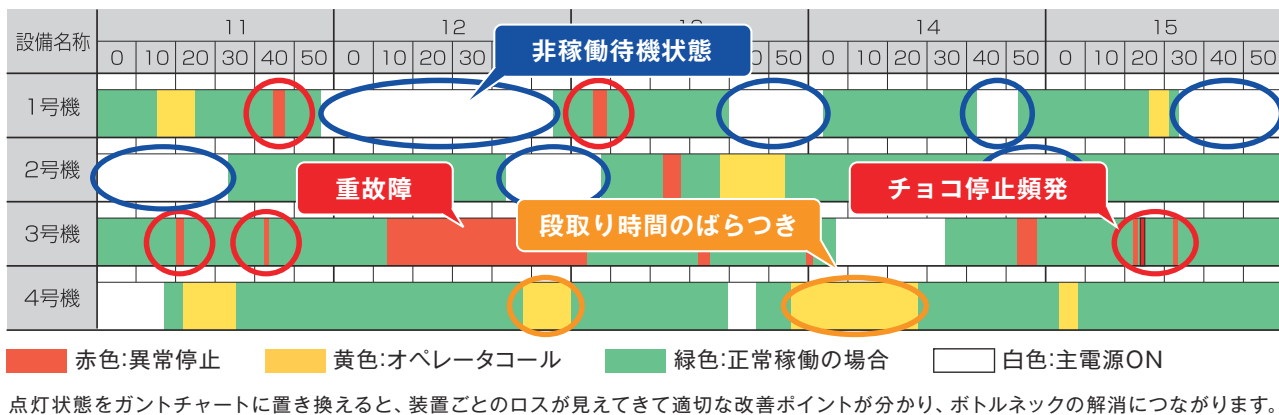 設備名称
11 12 14 15
0 10 20 30 40 50 0 10 20 30 50 0 10 20 30 40 50 0 10 20 30 40 50
非稼働待機状態
1号機
2号機
重故障
チョコ停止頻発
3号機
段取り時間のばらつき
4号機
赤色:異常停止 黄色:オペレータコール 緑色:正常稼働の場合 白色:主電源ON
点灯状態をガントチャートに置き換えると、装置ごとのロスが見えてきて適切な改善ポイントが分かり、ボトルネックの解消につながります。